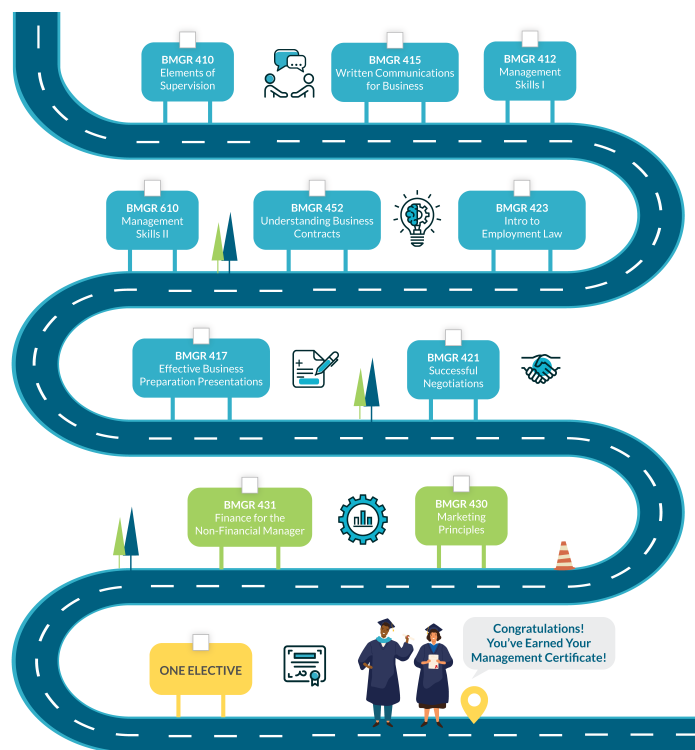 BMGR 410
Elements of
Supervision
BMGR 415
Written Communications
for Business
BMGR 412
Management
Skills I
BMGR 610
Management
Skills II
BMGR 452
Understanding Business
Contracts
BMGR 423
Intro to
Employment Law
BMGR 417
Effective Business
Preparation Presentations
BMGR 421
Successful
Negotiations
BMGR 431
Finance for the
Non-Financial Manager
BMGR 430
Marketing
Principles
ONE ELECTIVE
Congratulations!
You've Earned Your
Management Certificate!